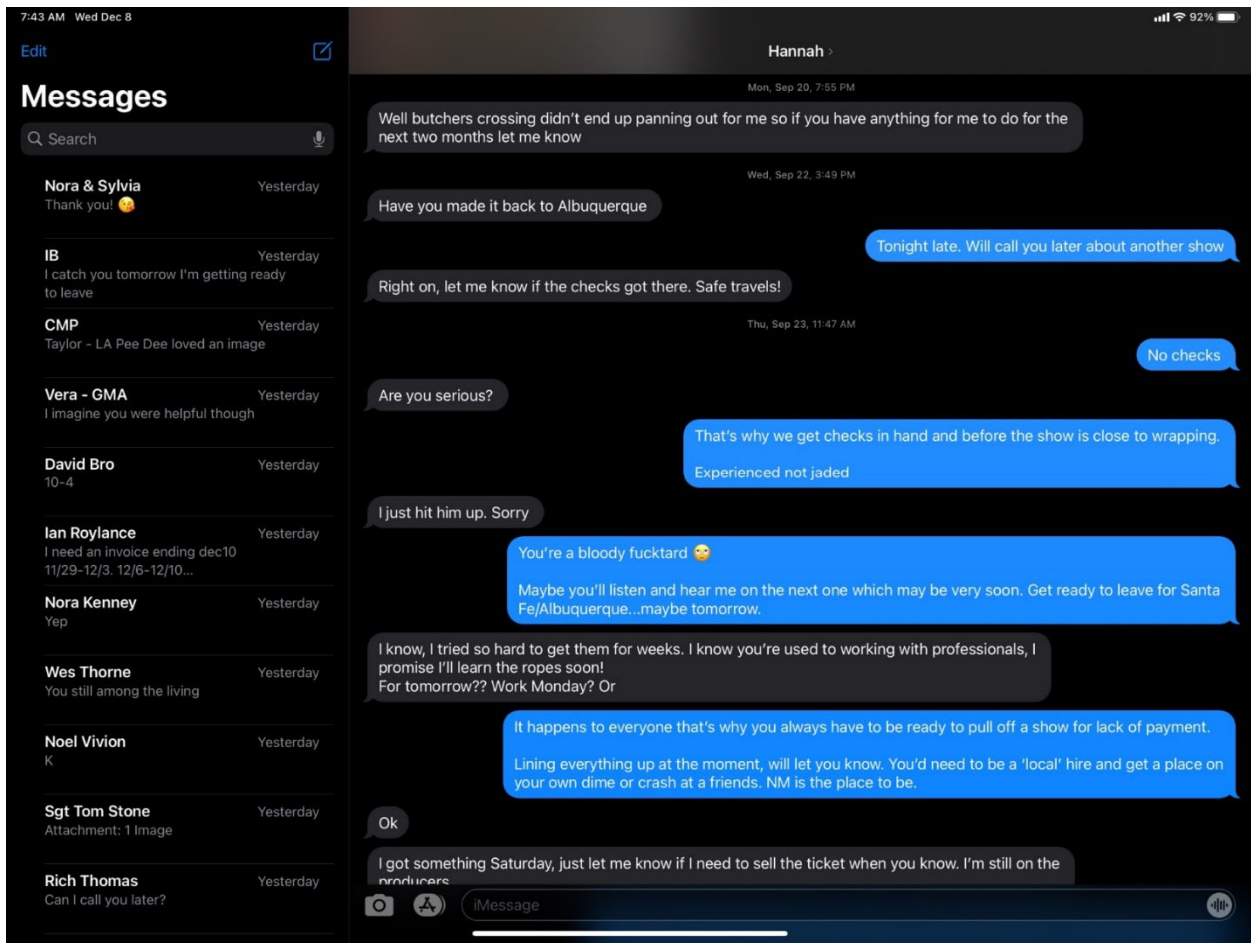 7:43 AM Wed Dec 8
92%
Edit
Messages
Search
Nora & Sylvia Yesterday
Thank you! 😘
IB Yesterday
I catch you tomorrow I'm getting ready
to leave
CMP Yesterday
Taylor - LA Pee Dee loved an image
Vera - GMA Yesterday
I imagine you were helpful though
David Bro Yesterday
10-4
Ian Roylance Yesterday
I need an invoice ending dec10
11/29-12/3. 12/6-12/10...
Nora Kenney Yesterday
Yep
Wes Thorne Yesterday
You still among the living
Noel Vivion Yesterday
K
Sgt Tom Stone Yesterday
Attachment: 1 Image
Rich Thomas Yesterday
Can I call you later?
Hannah >
Mon, Sep 20, 7:55 PM
Well butchers crossing didn't end up panning out for me so if you have anything for me to do for the
next two months let me know
Wed, Sep 22, 3:49 PM
Have you made it back to Albuquerque
Tonight late. Will call you later about another show
Right on, let me know if the checks got there. Safe travels!
Thu, Sep 23, 11:47 AM
No checks
Are you serious?
That's why we get checks in hand and before the show is close to wrapping.
Experienced not jaded
I just hit him up. Sorry
You're a bloody fucktard 🙄
Maybe you'll listen and hear me on the next one which may be very soon. Get ready to leave for Santa
Fe/Albuquerque...maybe tomorrow.
I know, I tried so hard to get them for weeks. I know you're used to working with professionals, I
promise I'll learn the ropes soon!
For tomorrow?? Work Monday? Or
It happens to everyone that's why you always have to be ready to pull off a show for lack of payment.
Lining everything up at the moment, will let you know. You'd need to be a 'local' hire and get a place on
your own dime or crash at a friends. NM is the place to be.
Ok
I got something Saturday, just let me know if I need to sell the ticket when you know. I'm still on the
producers
iMessage